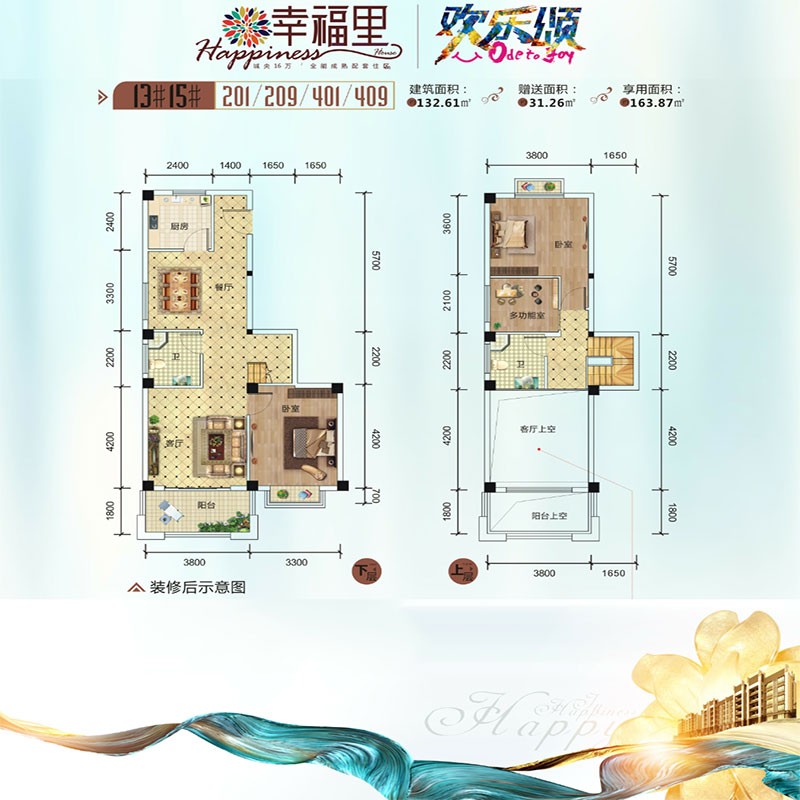 幸福里
Happiness House
城央16万㎡全能成熟配套住区
欢乐颂
Ode to Joy
13#15# 201/209/401/409
建筑面积: 132.61㎡
赠送面积: 31.26㎡
享用面积: 163.87㎡
2400 1400 1650 1650
2400 3300 2200 4200 1800
5700 2200 4200 700
厨房
餐厅
卫
客厅
卧室
阳台
3800 3300
下层
装修后示意图
3800 1650
3600 2100 2200 4200 1800
5700 2200 4200 1800
卧室
多功能室
卫
客厅上空
阳台上空
3800 1650
上层
Happiness
Happi